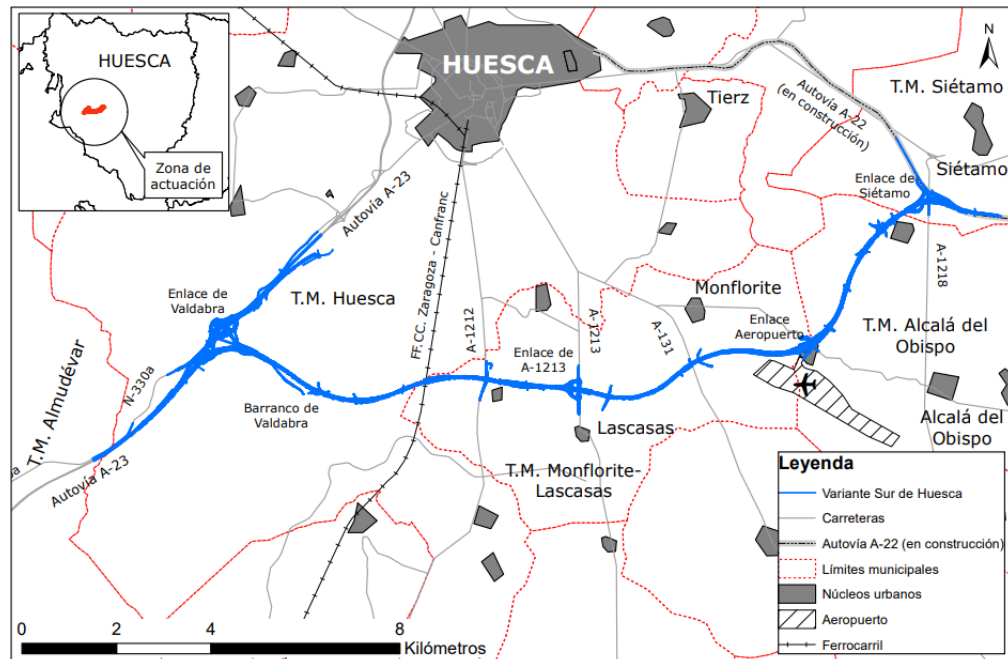 HUESCA
Zona de
actuación
HUESCA
N
Tierz
Autovía A-22
(en construcción)
T.M. Siétamo
Siétamo
Enlace de
Siétamo
Autovía A-23
FF.CC. Zaragoza - Canfranc
A-1218
Enlace de
Valdabra
T.M. Huesca
A-1212
A-1213
A-131
Monflorite
Enlace
Aeropuerto
T.M. Alcalá del
Obispo
Enlace de
A-1213
N-330a
T.M. Almudévar
Barranco de
Valdabra
Alcalá del
Obispo
Lascasas
Autovía A-23
T.M. Monflorite-
Lascasas
Leyenda
Variante Sur de Huesca
Carreteras
Autovía A-22 (en construcción)
Límites municipales
Núcleos urbanos
Aeropuerto
Ferrocarril
0 2 4 8
Kilómetros